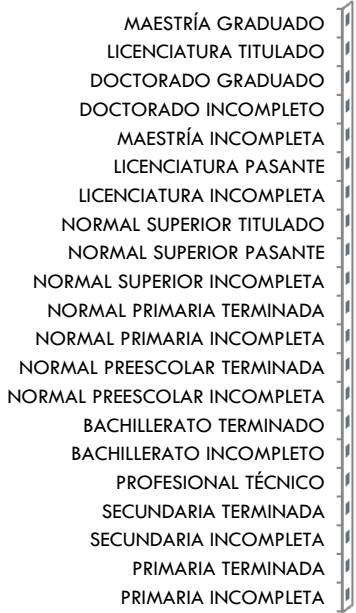 MAESTRÍA GRADUADO
LICENCIATURA TITULADO
DOCTORADO GRADUADO
DOCTORADO INCOMPLETO
MAESTRÍA INCOMPLETA
LICENCIATURA PASANTE
LICENCIATURA INCOMPLETA
NORMAL SUPERIOR TITULADO
NORMAL SUPERIOR PASANTE
NORMAL SUPERIOR INCOMPLETA
NORMAL PRIMARIA TERMINADA
NORMAL PRIMARIA INCOMPLETA
NORMAL PREESCOLAR TERMINADA
NORMAL PREESCOLAR INCOMPLETA
BACHILLERATO TERMINADO
BACHILLERATO INCOMPLETO
PROFESIONAL TÉCNICO
SECUNDARIA TERMINADA
SECUNDARIA INCOMPLETA
PRIMARIA TERMINADA
PRIMARIA INCOMPLETA